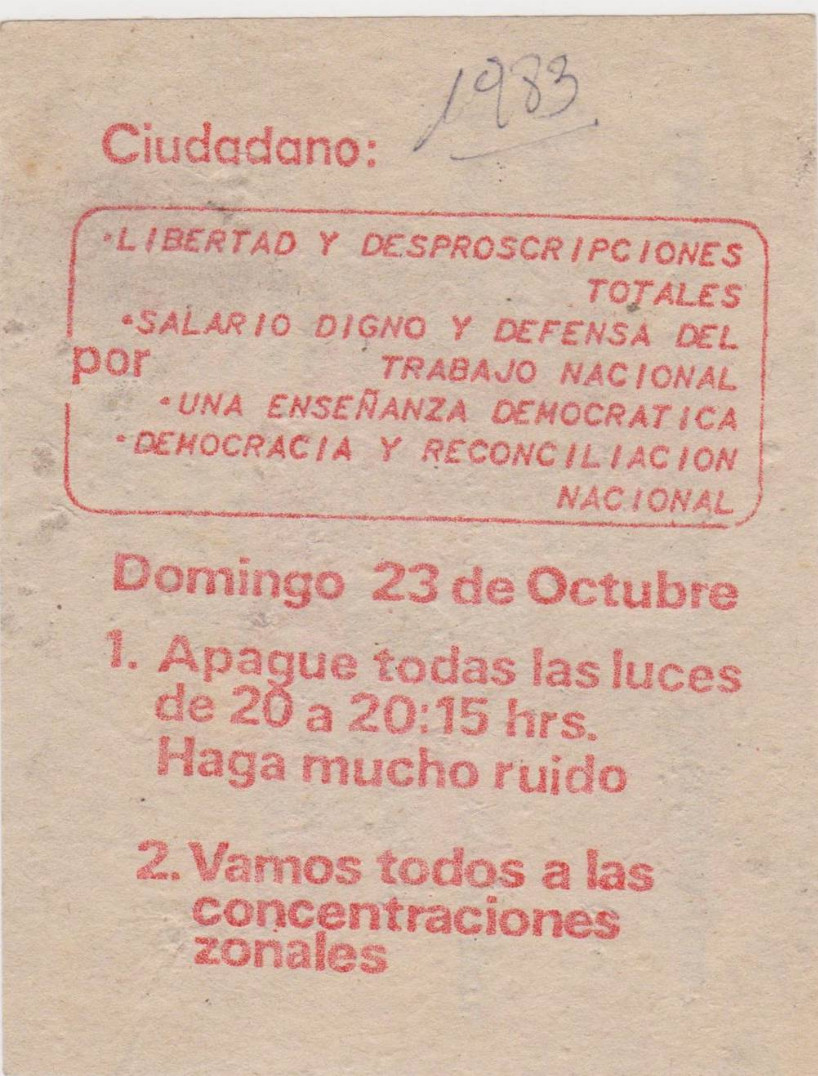 1983
Ciudadano:
•LIBERTAD Y DESPROSCRIPCIONES
TOTALES
•SALARIO DIGNO Y DEFENSA DEL
por TRABAJO NACIONAL
•UNA ENSEÑANZA DEMOCRATICA
•DEMOCRACIA Y RECONCILIACION
NACIONAL
Domingo 23 de Octubre
1. Apague todas las luces
de 20 a 20:15 hrs.
Haga mucho ruido
2. Vamos todos a las
concentraciones
zonales